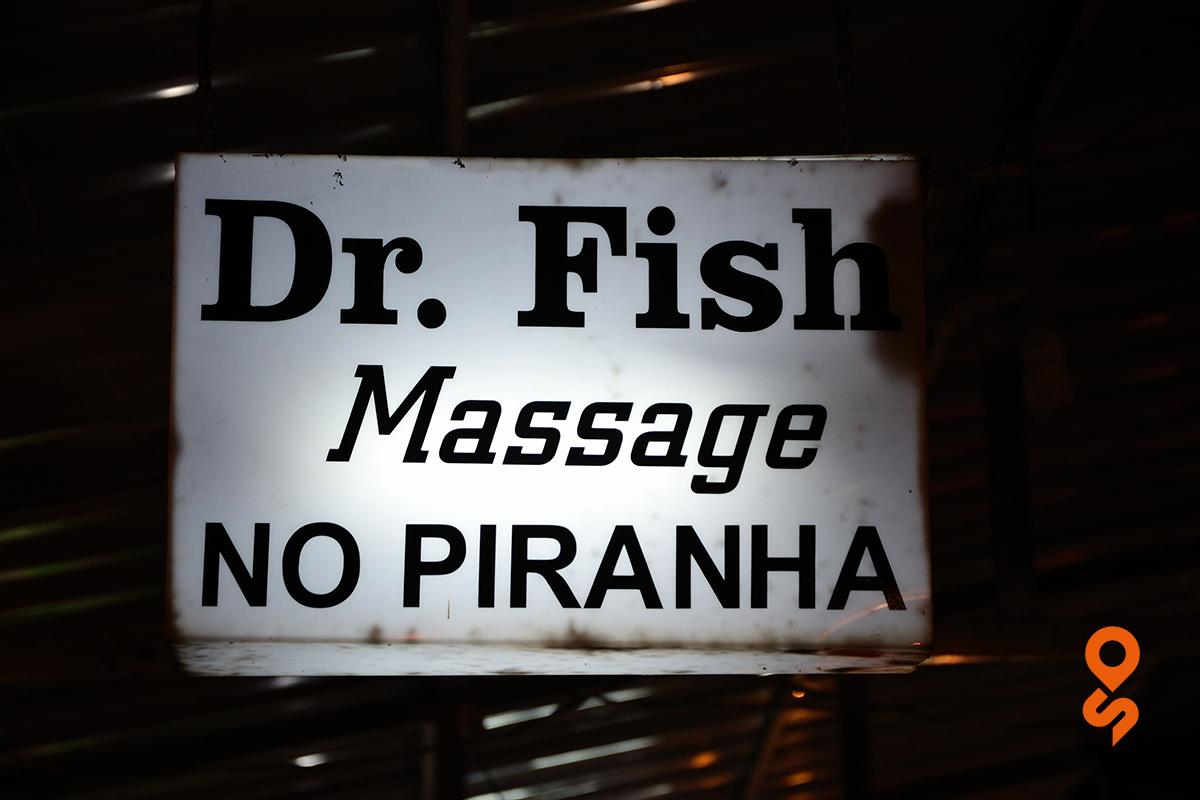 Dr. Fish
Massage
NO PIRANHA